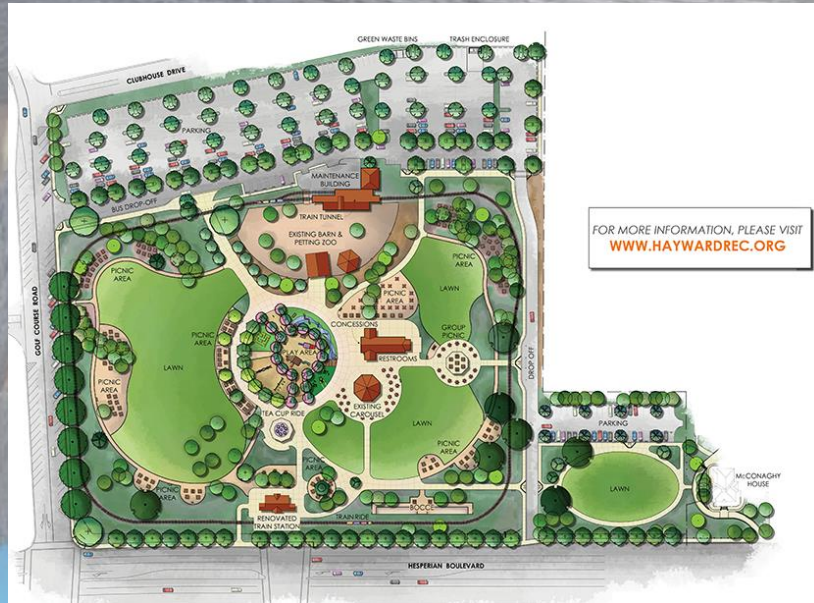 GREEN WASTE BINS
TRASH ENCLOSURE
CLUBHOUSE DRIVE
PARKING
MAINTENANCE
BUILDING
BUS DROP-OFF
TRAIN TUNNEL
EXISTING BARN &
PETTING ZOO
FOR MORE INFORMATION, PLEASE VISIT
WWW.HAYWARDREC.ORG
PICNIC
AREA
PICNIC
AREA
LAWN
PICNIC
AREA
GOLF COURSE ROAD
CONCESSIONS
GROUP
PICNIC
PICNIC
AREA
PLAY AREA
RESTROOMS
DROP OFF
LAWN
PICNIC
AREA
EXISTING
CAROUSEL
TEA CUP RIDE
LAWN
PARKING
PICNIC
AREA
PICNIC
AREA
McCONAGHY
HOUSE
LAWN
PICNIC
AREA
BOCCE
TRAIN RIDE
RENOVATED
TRAIN STATION
HESPERIAN BOULEVARD